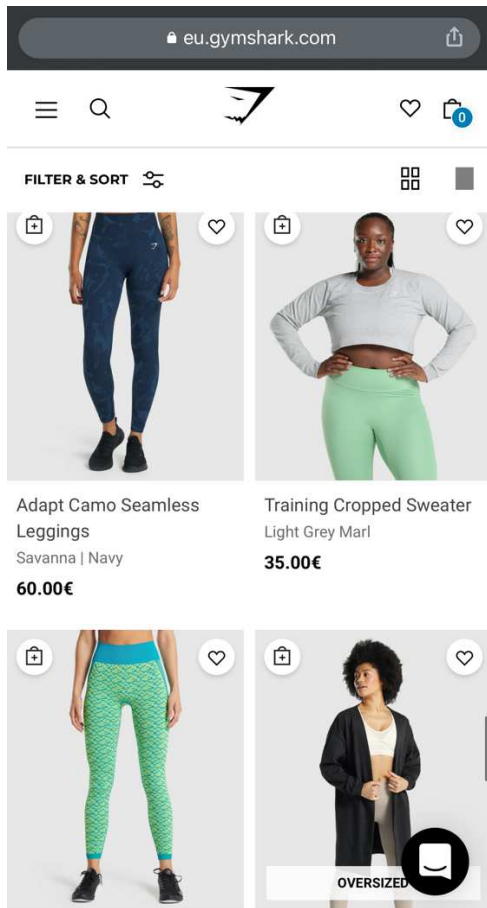 eu.gymshark.com
0
FILTER & SORT
Adapt Camo Seamless
Leggings
Savanna | Navy
60.00€
Training Cropped Sweater
Light Grey Marl
35.00€
OVERSIZED